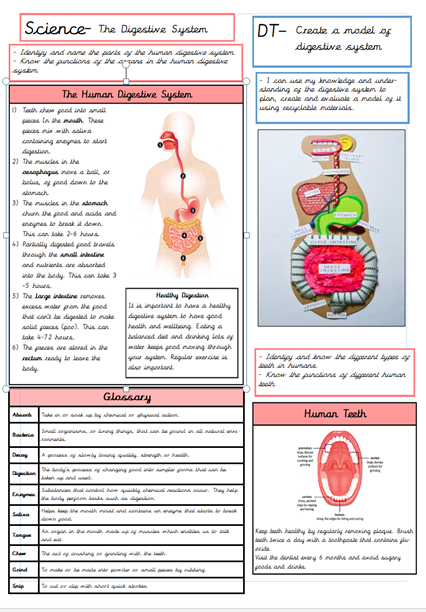 Science- The Digestive System
- Identify and name the parts of the human digestive system
- Know the functions of the organs in the human digestive
system
The Human Digestive System
1) Teeth chew food into small
pieces In the mouth. These
pieces mix with saliva
containing enzymes to start
digestion.
2) The muscles in the
oesophagus move a ball, or
bolus, of food down to the
stomach.
3) The muscles in the stomach
churn the food and acids and
enzymes to break it down.
This can take 2-6 hours
4) Partially digested food travels
through the small intestine
and nutrients are absorbed
into the body. This can take 3
-5 hours.
5) The large intestine removes
excess water from the food
that can't be digested to make
solid pieces (poo). This can
take 4-72 hours.
6) The faeces are stored in the
rectum ready to leave the
body.
Healthy Digestion
It is important to have a healthy
digestive system to have good
health and wellbeing. Eating a
balanced diet and drinking lots of
water keeps food moving through
your system. Regular exercise is
also important.
Glossary
Absorb Take in or soak up by chemical or physical action.
Bacteria Small organisms, or living things, that can be found in all natural envi-
ronments.
Decay A process of slowly losing quality, strength or health.
Digestion The body's process of changing food into simpler forms that can be
taken up and used.
Enzymes Substances that control how quickly chemical reactions occur. They help
the body perform tasks such as digestion.
Saliva Helps keep the mouth moist and contains an enzyme that starts to break
down food.
Tongue An organ in the mouth made up of muscles which enables us to talk
and eat.
Chew The act of crushing or grinding with the teeth.
Grind To make or be made into powder or small pieces by rubbing.
Snip To cut or slit with short quick strokes.
DT- Create a model of
digestive system
- I can use my knowledge and under-
standing of the digestive system to
plan, create and evaluate a model of it
using recyclable materials.
LARGE INTESTINE
SMALL
INTESTINE
- Identify and know the different types of
teeth in humans.
- Know the functions of different human
teeth.
Human Teeth
Keep teeth healthy by regularly removing plaque. Brush
teeth twice a day with a toothpaste that contains flu-
oride.
Visit the dentist every 6 months and avoid sugary
foods and drinks.